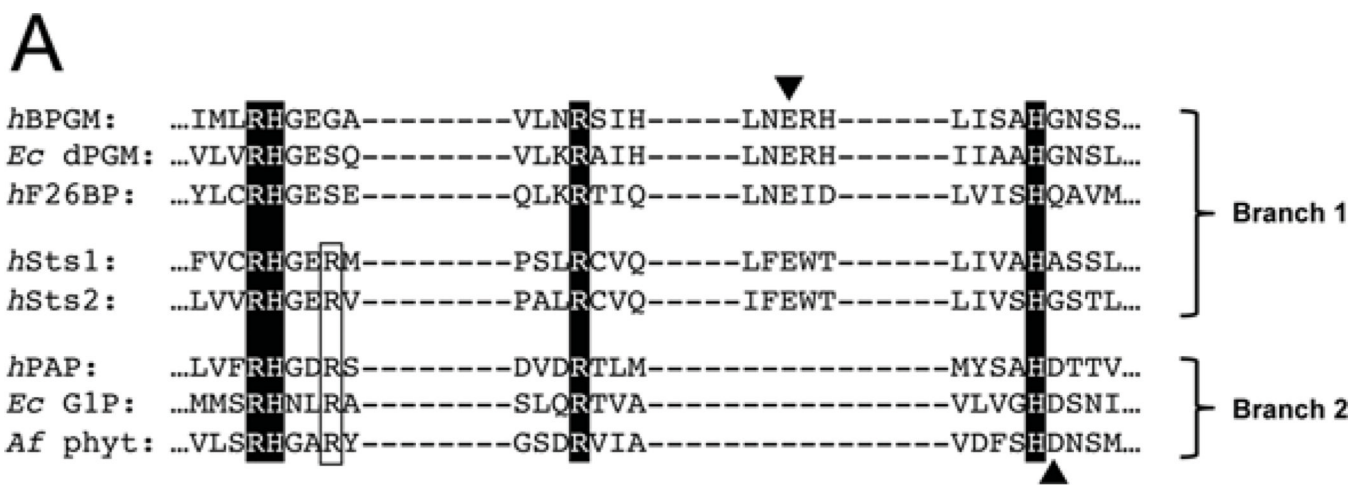 A
hBPGM: …IMLRHGEGA--------VLNRSIH-----LNERH------LISAHGNSS…
Ec dPGM: …VLVRHGESQ--------VLKRAIH-----LNERH------IIAAHGNSL…
hF26BP: …YLCRHGESE--------QLKRTIQ-----LNEID------LVISHQAVM…
Branch 1
hSts1: …FVCRHGERM--------PSLRCVQ-----LFEWT------LIVAHASSL…
hSts2: …LVVRHGERV--------PALRCVQ-----IFEWT------LIVSHGSTL…
hPAP: …LVFRHGDRS--------DVDRTLM----------------MYSAHDTTV…
Ec G1P: …MMSRHNLRA--------SLQRTVA----------------VLVGHDSNI…
Branch 2
Af phyt: …VLSRHGARY--------GSDRVIA----------------VDFSHDNSM…